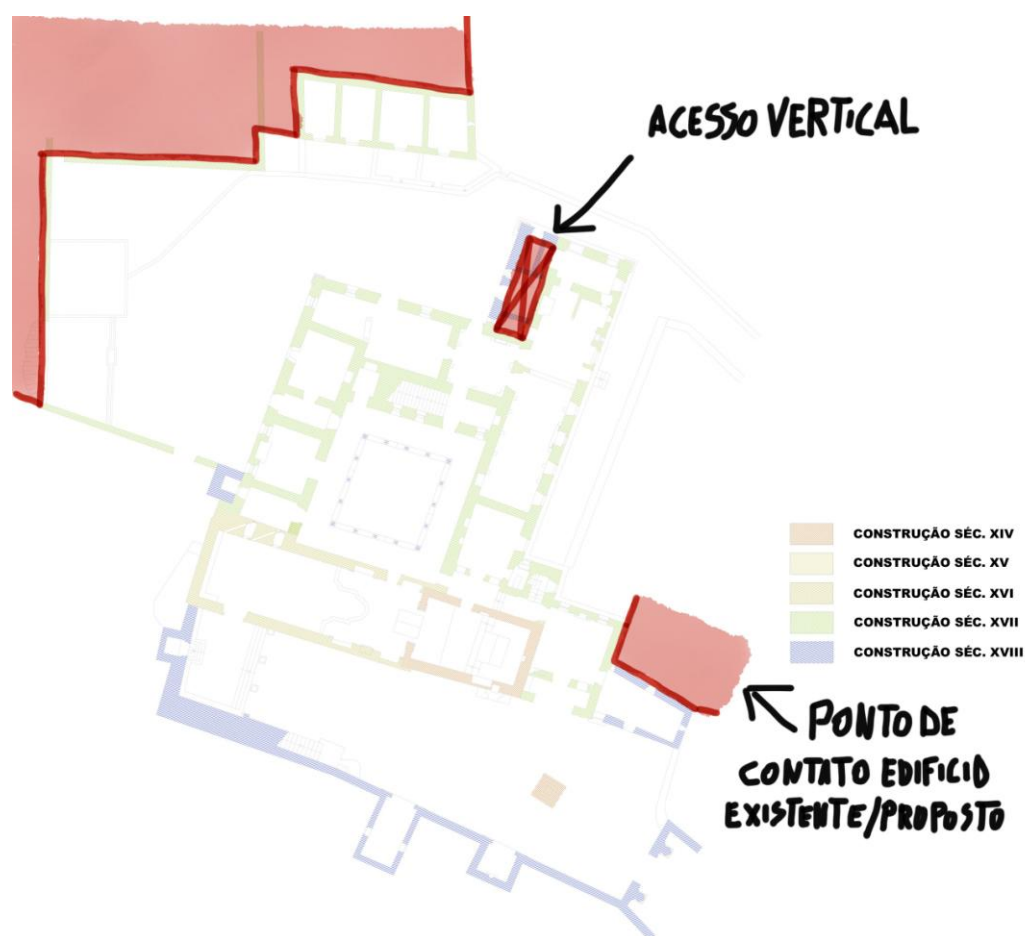 ACESSO VERTICAL
CONSTRUÇÃO SÉC. XIV
CONSTRUÇÃO SÉC. XV
CONSTRUÇÃO SÉC. XVI
CONSTRUÇÃO SÉC. XVII
CONSTRUÇÃO SÉC. XVIII
PONTO DE
CONTATO EDIFICIO
EXISTENTE/PROPOSTO